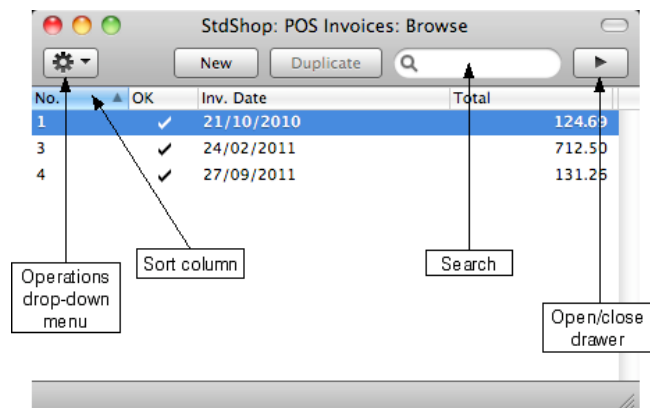 StdShop: POS Invoices: Browse
New Duplicate
No. OK Inv. Date Total
1 21/10/2010 124.69
3 24/02/2011 712.50
4 27/09/2011 131.26
Sort column
Search
Operations
drop-down
menu
Open/close
drawer